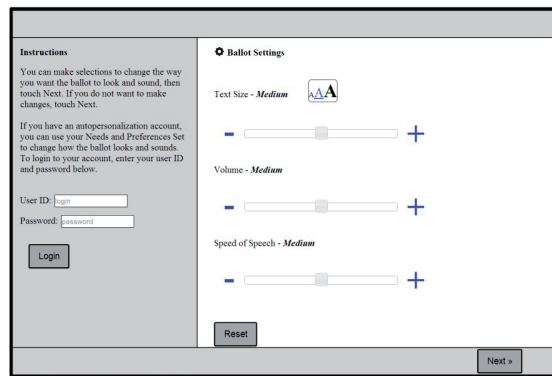 Instructions
You can make selections to change the way
you want the ballot to look and sound, then
touch Next. If you do not want to make
changes, touch Next.
If you have an autopersonalization account,
you can use your Needs and Preferences Set
to change how the ballot looks and sounds.
To login to your account, enter your user ID
and password below.
User ID: login
Password: password
Login
Ballot Settings
Text Size - Medium AAA
- +
Volume - Medium
- +
Speed of Speech - Medium
- +
Reset
Next »